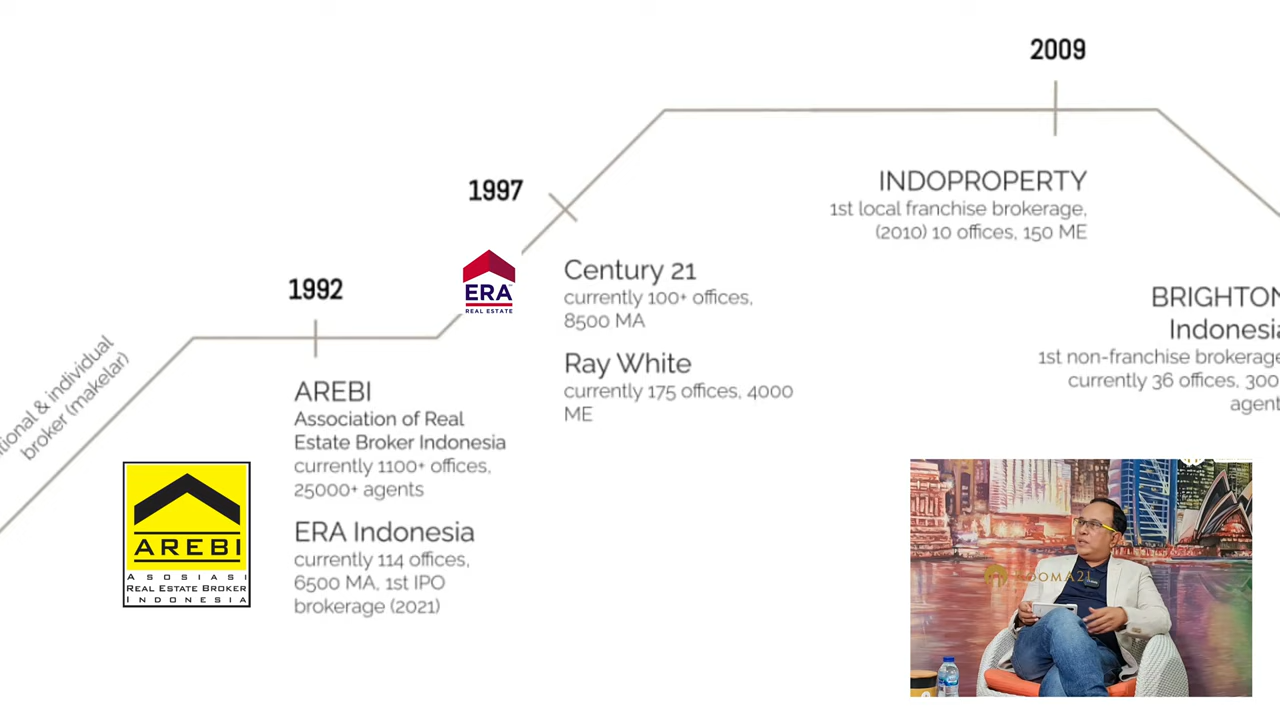 2009
1997
INDOPROPERTY
1st local franchise brokerage,
(2010) 10 offices, 150 ME
ERA
REAL ESTATE
Century 21
currently 100+ offices,
8500 MA
1992
BRIGHTON
Indonesia
1st non-franchise brokerage
currently 36 offices, 300
agent
Ray White
currently 175 offices, 4000
ME
tional & individual
broker (makelar)
AREBI
Association of Real
Estate Broker Indonesia
currently 1100+ offices,
25000+ agents
AREBI
ASOSIASI
REAL ESTATE BROKER
INDONESIA
ERA Indonesia
currently 114 offices,
6500 MA, 1st IPO
brokerage (2021)
ROOMA21